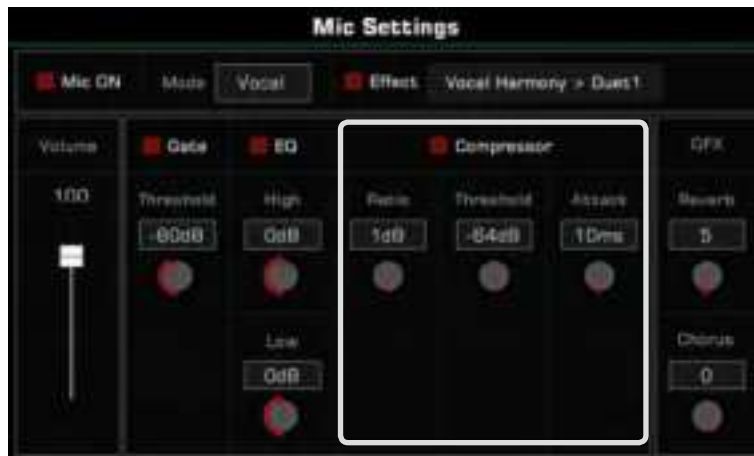 Mic Settings
Mic ON Mode Vocal Effect Vocal Harmony > Duet1
Volume Gate EQ Compressor GFX
100 Threshold High Ratio Threshold Attack Reverb
-80dB 0dB 1dB -64dB 10ms 5
Low Chorus
0dB 0